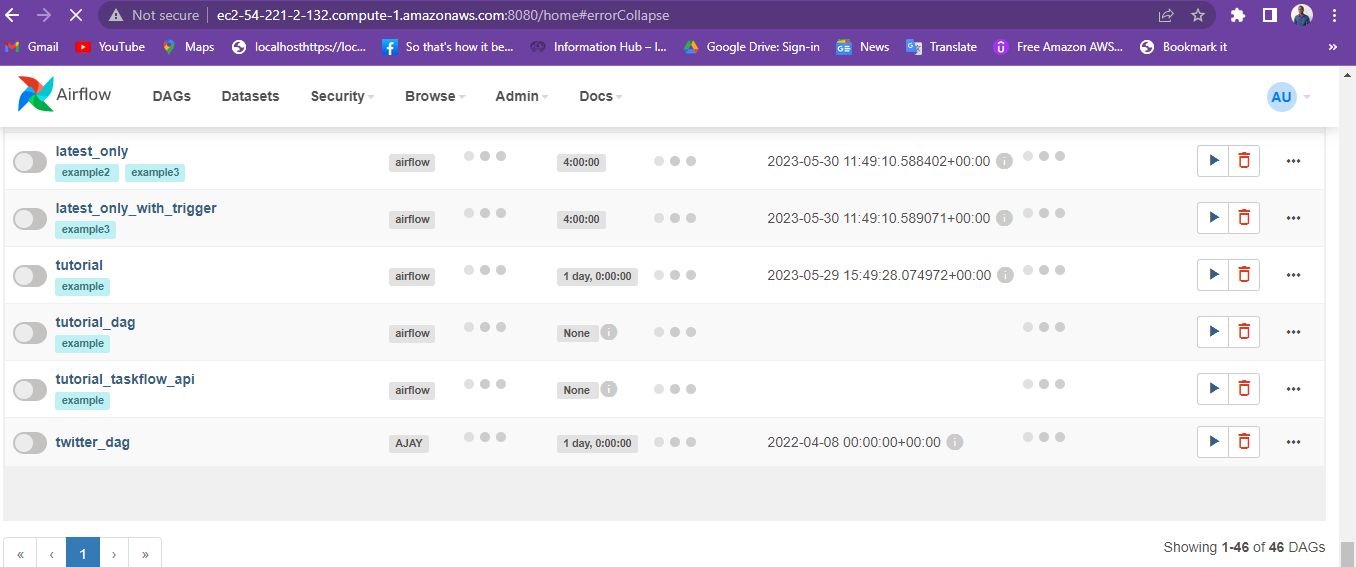 Not secure ec2-54-221-2-132.compute-1.amazonaws.com:8080/home#errorCollapse
Gmail YouTube Maps localhosthttps://loc... So that's how it be... Information Hub – I... Google Drive: Sign-in News Translate Free Amazon AWS... Bookmark it »
Airflow DAGs Datasets Security Browse Admin Docs AU
latest_only
airflow 4:00:00 2023-05-30 11:49:10.588402+00:00 i
example2 example3
latest_only_with_trigger
airflow 4:00:00 2023-05-30 11:49:10.589071+00:00 i
example3
tutorial
airflow 1 day, 0:00:00 2023-05-29 15:49:28.074972+00:00 i
example
tutorial_dag
airflow None i
example
tutorial_taskflow_api
airflow None i
example
twitter_dag AJAY 1 day, 0:00:00 2022-04-08 00:00:00+00:00 i
« ‹ 1 › » Showing 1-46 of 46 DAGs